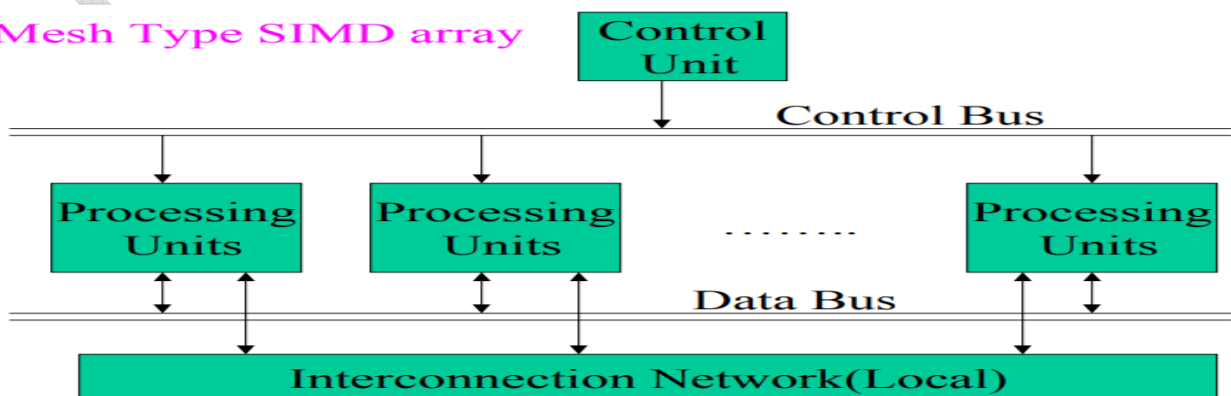 Mesh Type SIMD array
Control
Unit
Control Bus
Processing
Units
Processing
Units
........
Processing
Units
Data Bus
Interconnection Network(Local)